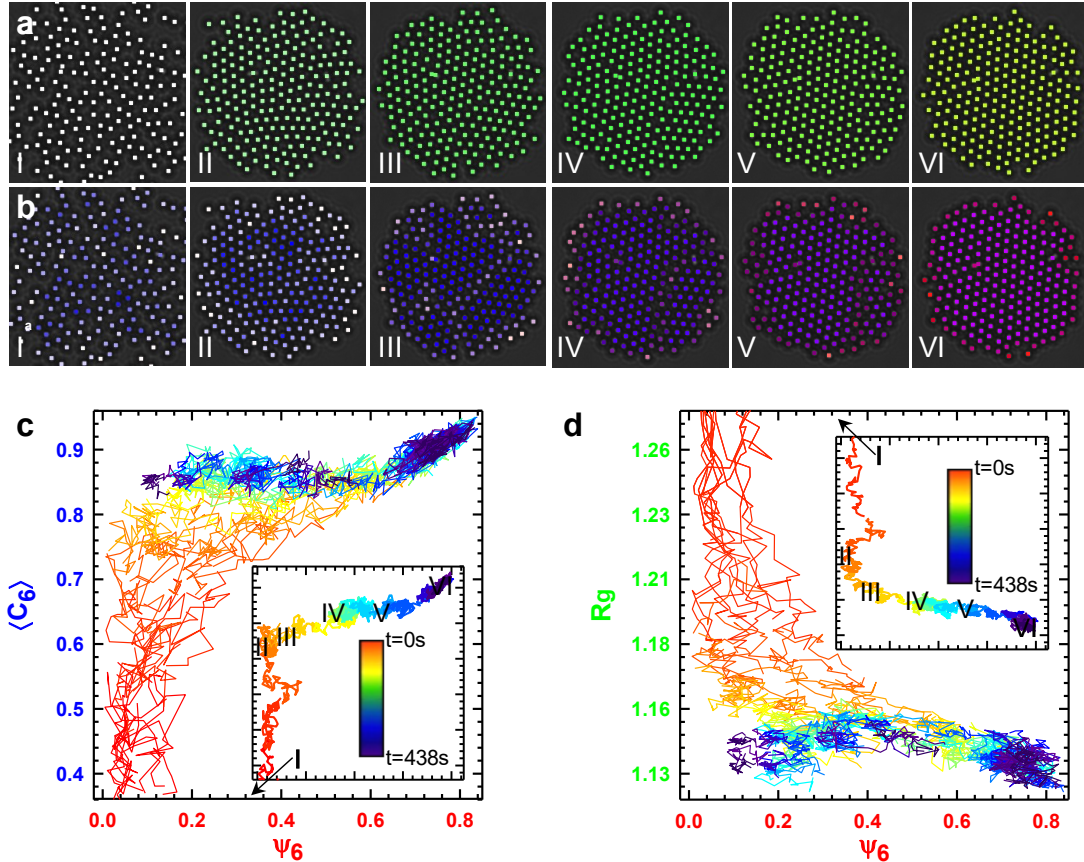 a
I II III IV V VI
b
a
I II III IV V VI
c
0.9
0.8
0.7
0.6
0.5
0.4
⟨C6⟩
0.0 0.2 0.4 0.6 0.8
ψ6
t=0s
t=438s
I
II
III
IV
V
VI
d
1.26
1.23
1.21
1.18
1.16
1.13
Rg
0.0 0.2 0.4 0.6 0.8
ψ6
t=0s
t=438s
I
II
III
IV
V
VI